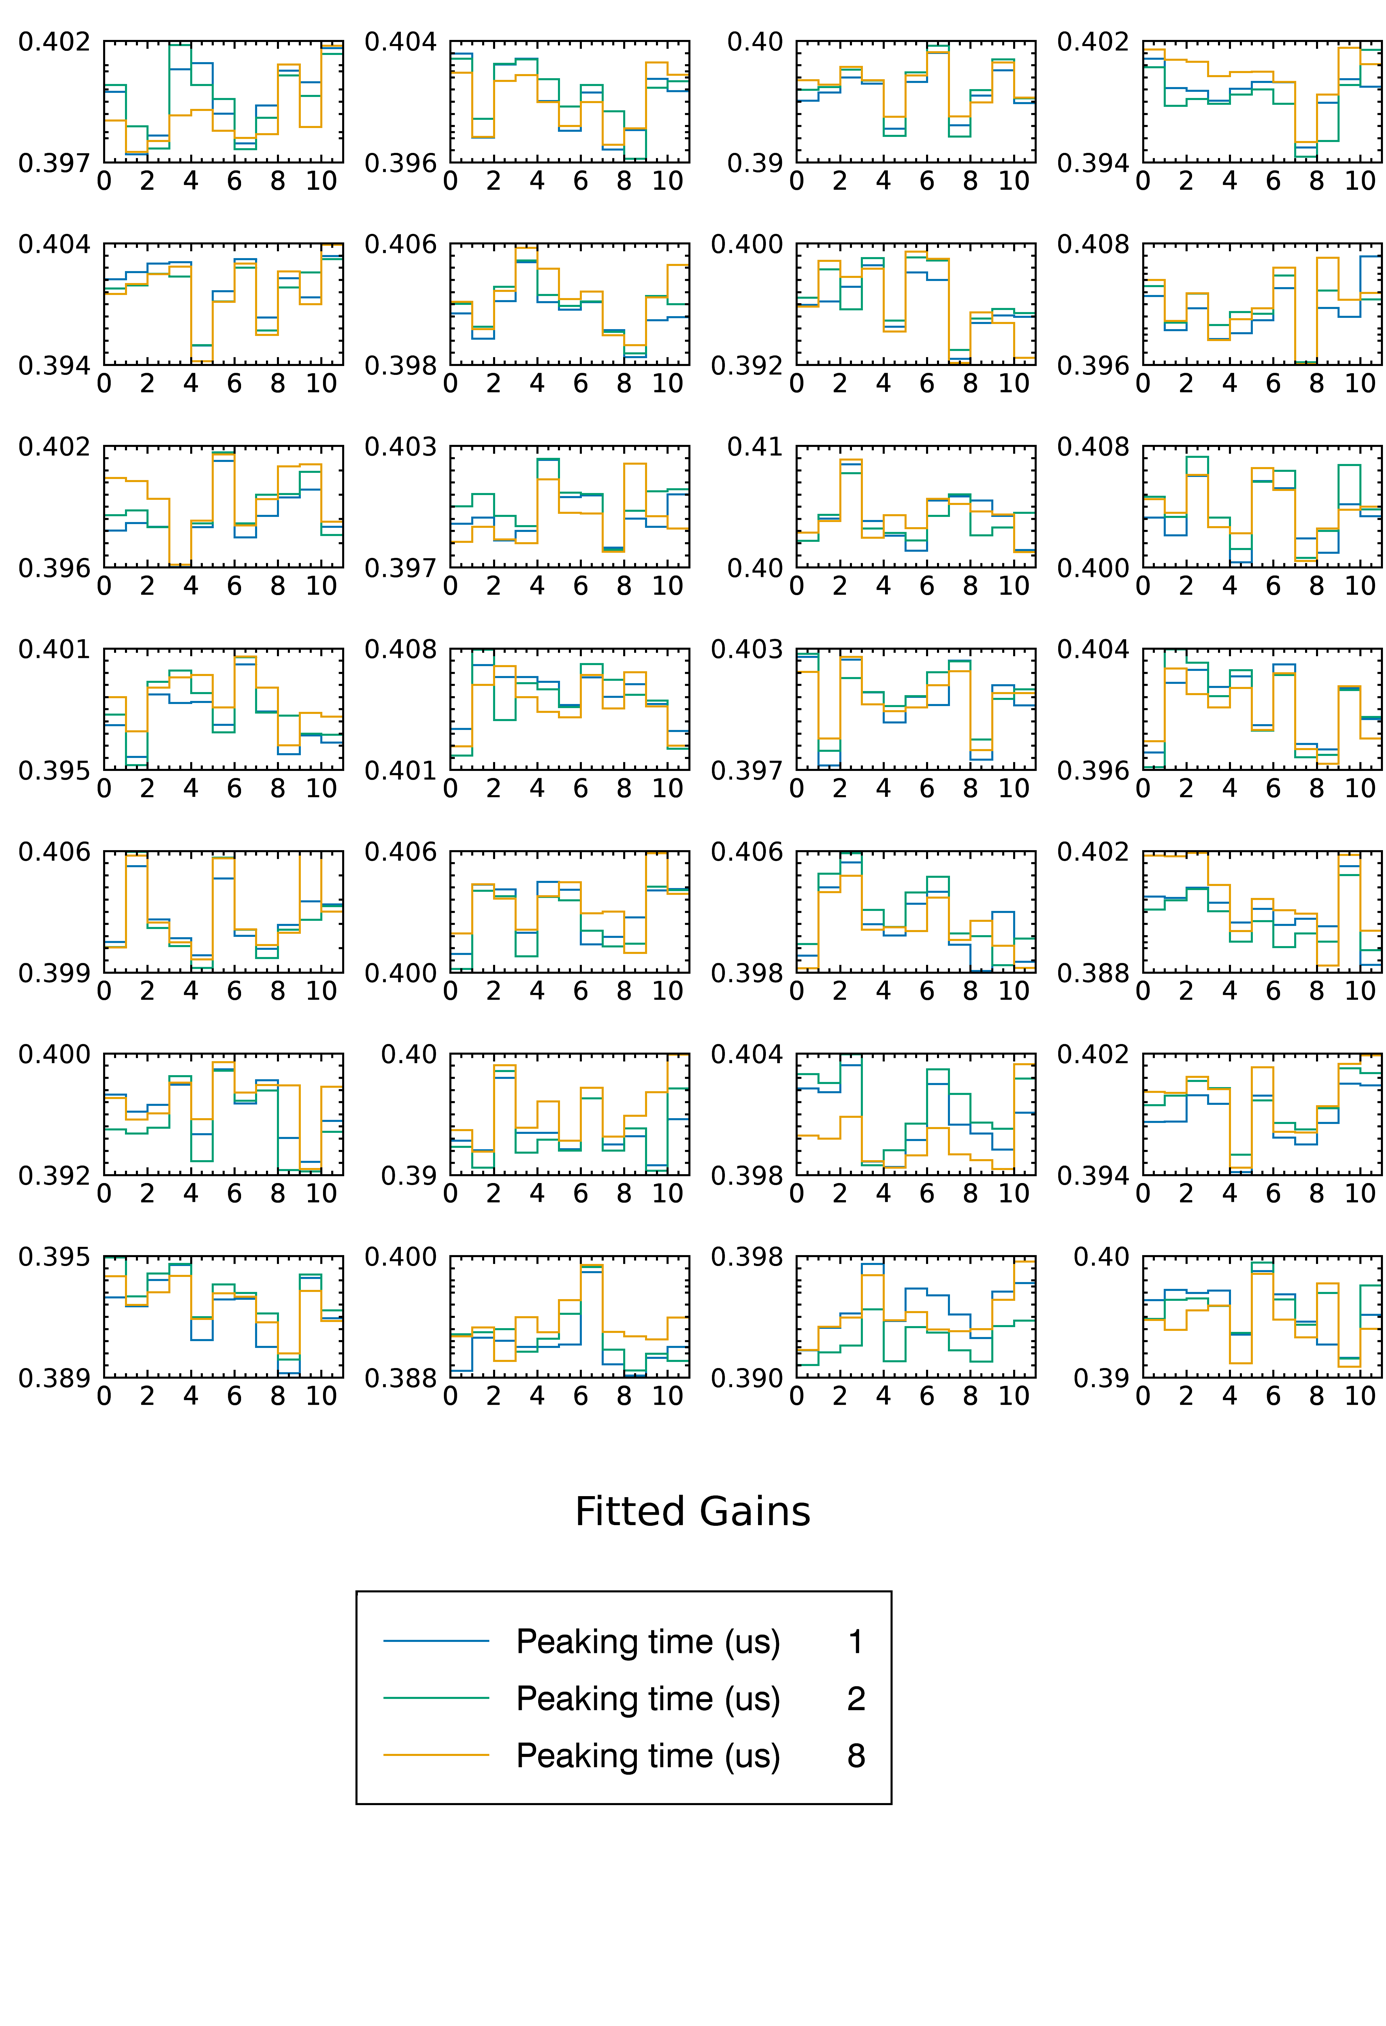 0.402 0.404 0.40 0.402
0.397 0.396 0.39 0.394
0 2 4 6 8 10 0 2 4 6 8 10 0 2 4 6 8 10 0 2 4 6 8 10
0.404 0.406 0.400 0.408
0.394 0.398 0.392 0.396
0 2 4 6 8 10 0 2 4 6 8 10 0 2 4 6 8 10 0 2 4 6 8 10
0.402 0.403 0.41 0.408
0.396 0.397 0.40 0.400
0 2 4 6 8 10 0 2 4 6 8 10 0 2 4 6 8 10 0 2 4 6 8 10
0.401 0.408 0.403 0.404
0.395 0.401 0.397 0.396
0 2 4 6 8 10 0 2 4 6 8 10 0 2 4 6 8 10 0 2 4 6 8 10
0.406 0.406 0.406 0.402
0.399 0.400 0.398 0.388
0 2 4 6 8 10 0 2 4 6 8 10 0 2 4 6 8 10 0 2 4 6 8 10
0.400 0.40 0.404 0.402
0.392 0.39 0.398 0.394
0 2 4 6 8 10 0 2 4 6 8 10 0 2 4 6 8 10 0 2 4 6 8 10
0.395 0.400 0.398 0.40
0.389 0.388 0.390 0.39
0 2 4 6 8 10 0 2 4 6 8 10 0 2 4 6 8 10 0 2 4 6 8 10
Fitted Gains
Peaking time (us) 1
Peaking time (us) 2
Peaking time (us) 8